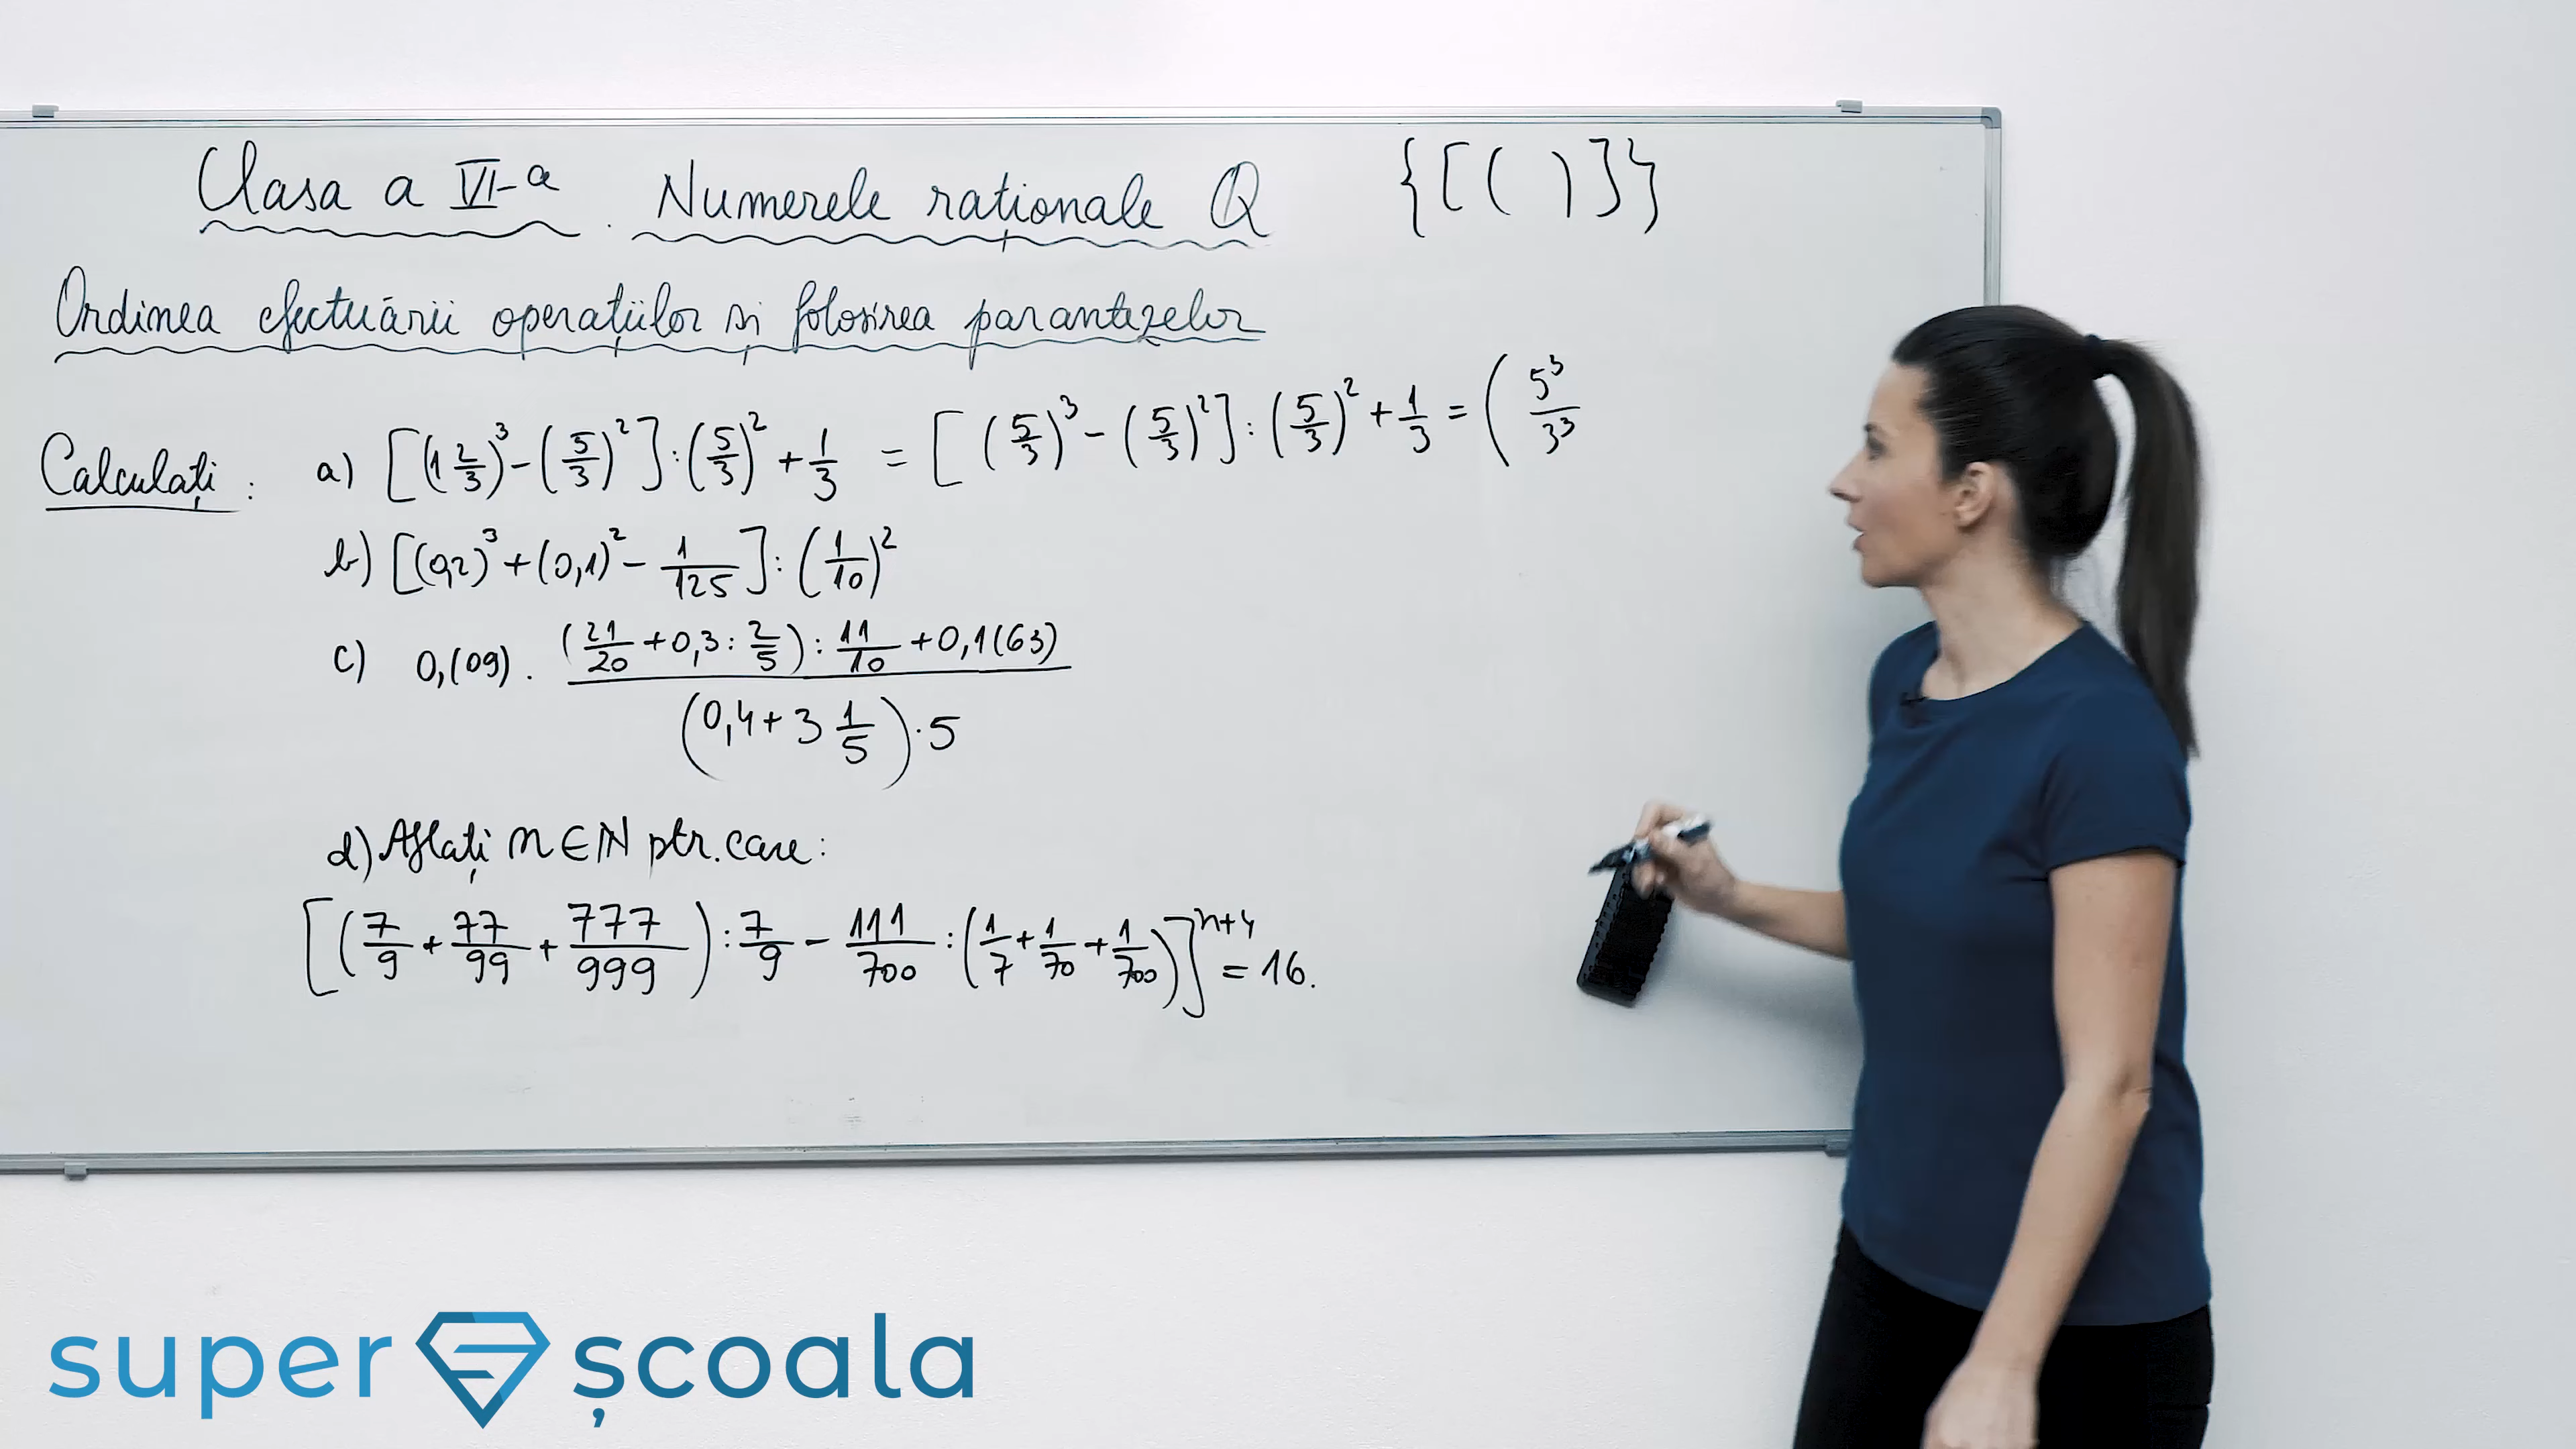 Clasa a VI-a. Numerele raționale Q {[( )]}
Ordinea efectuării operațiilor și folosirea parantezelor
Calculați: a) [(1 2/3)³ - (5/3)²] : (5/3)² + 1/3 = [(5/3)³ - (5/3)²] : (5/3)² + 1/3 = ( 5³/3³
b) [(0,2)³ + (0,1)² - 1/125] : (1/10)²
c) 0,(09) · ((21/20 + 0,3 : 2/5) : 11/10 + 0,1(63)) / ((0,4 + 3 1/5) · 5)
d) Aflați n ∈ ℕ ptr. care:
[(7/9 + 77/99 + 777/999) : 7/9 - 111/700 : (1/7 + 1/70 + 1/700)]ⁿ⁺⁴ = 16.
super școala